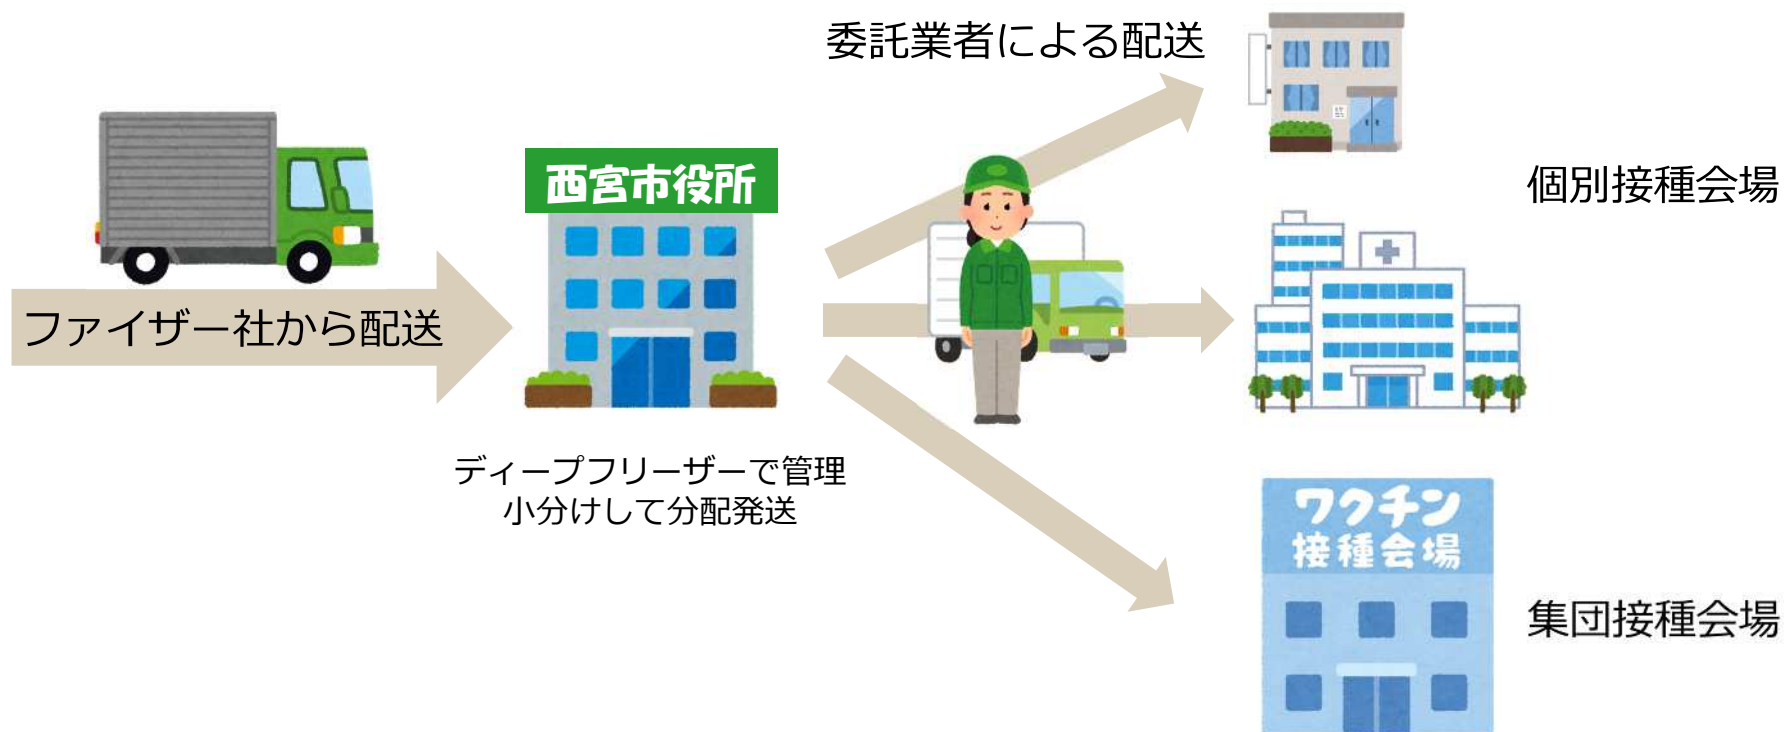 委託業者による配送
西宮市役所
個別接種会場
ファイザー社から配送
ディープフリーザーで管理
小分けして分配発送
ワクチン
接種会場
集団接種会場